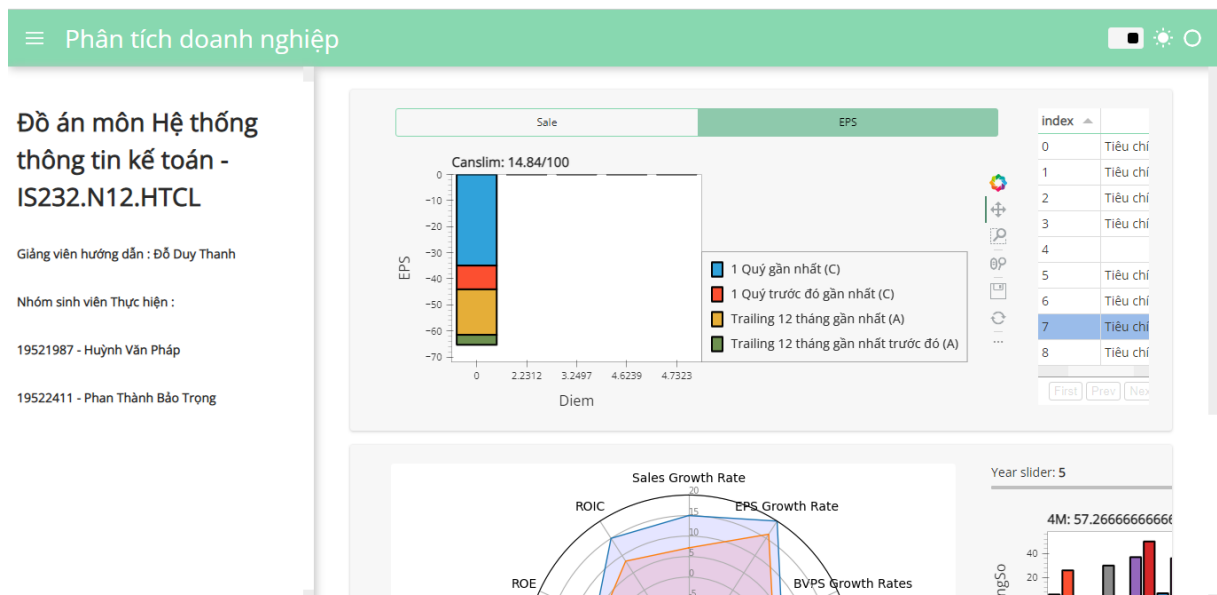 Phân tích doanh nghiệp
Đồ án môn Hệ thống
thông tin kế toán -
IS232.N12.HTCL
Giảng viên hướng dẫn : Đỗ Duy Thanh
Nhóm sinh viên Thực hiện :
19521987 - Huỳnh Văn Pháp
19522411 - Phan Thành Bảo Trọng
Sale
EPS
Canslim: 14.84/100
EPS
0
−10
−20
−30
−40
−50
−60
−70
0 2.2312 3.2497 4.6239 4.7323
Diem
1 Quý gần nhất (C)
1 Quý trước đó gần nhất (C)
Trailing 12 tháng gần nhất (A)
Trailing 12 tháng gần nhất trước đó (A)
index
0 Tiêu chí
1 Tiêu chí
2 Tiêu chí
3 Tiêu chí
4
5 Tiêu chí
6 Tiêu chí
7 Tiêu chí
8 Tiêu chí
First Prev Nex
Sales Growth Rate
ROIC
EPS Growth Rate
ROE
BVPS Growth Rates
20
15
10
5
0
Year slider: 5
4M: 57.2666666666
40
20
ngSo